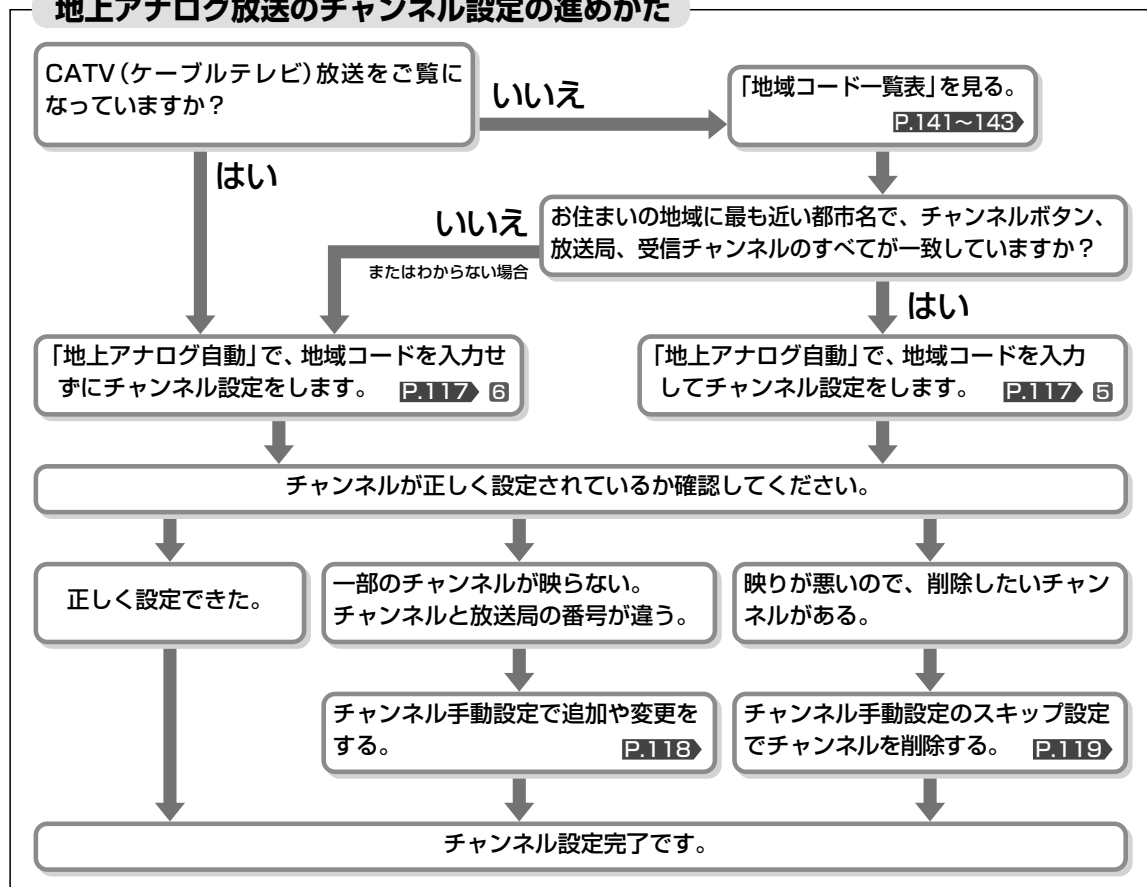 地上アナログ放送のチャンネル設定の進めかた
CATV(ケーブルテレビ)放送をご覧に
なっていますか?
いいえ
「地域コード一覧表」を見る。
P.141~143
はい
いいえ
またはわからない場合
お住まいの地域に最も近い都市名で、チャンネルボタン、
放送局、受信チャンネルのすべてが一致していますか?
はい
「地上アナログ自動」で、地域コードを入力せ
ずにチャンネル設定をします。 P.117 6
「地上アナログ自動」で、地域コードを入力
してチャンネル設定をします。 P.117 5
チャンネルが正しく設定されているか確認してください。
正しく設定できた。
一部のチャンネルが映らない。
チャンネルと放送局の番号が違う。
映りが悪いので、削除したいチャン
ネルがある。
チャンネル手動設定で追加や変更を
する。 P.118
チャンネル手動設定のスキップ設定
でチャンネルを削除する。 P.119
チャンネル設定完了です。